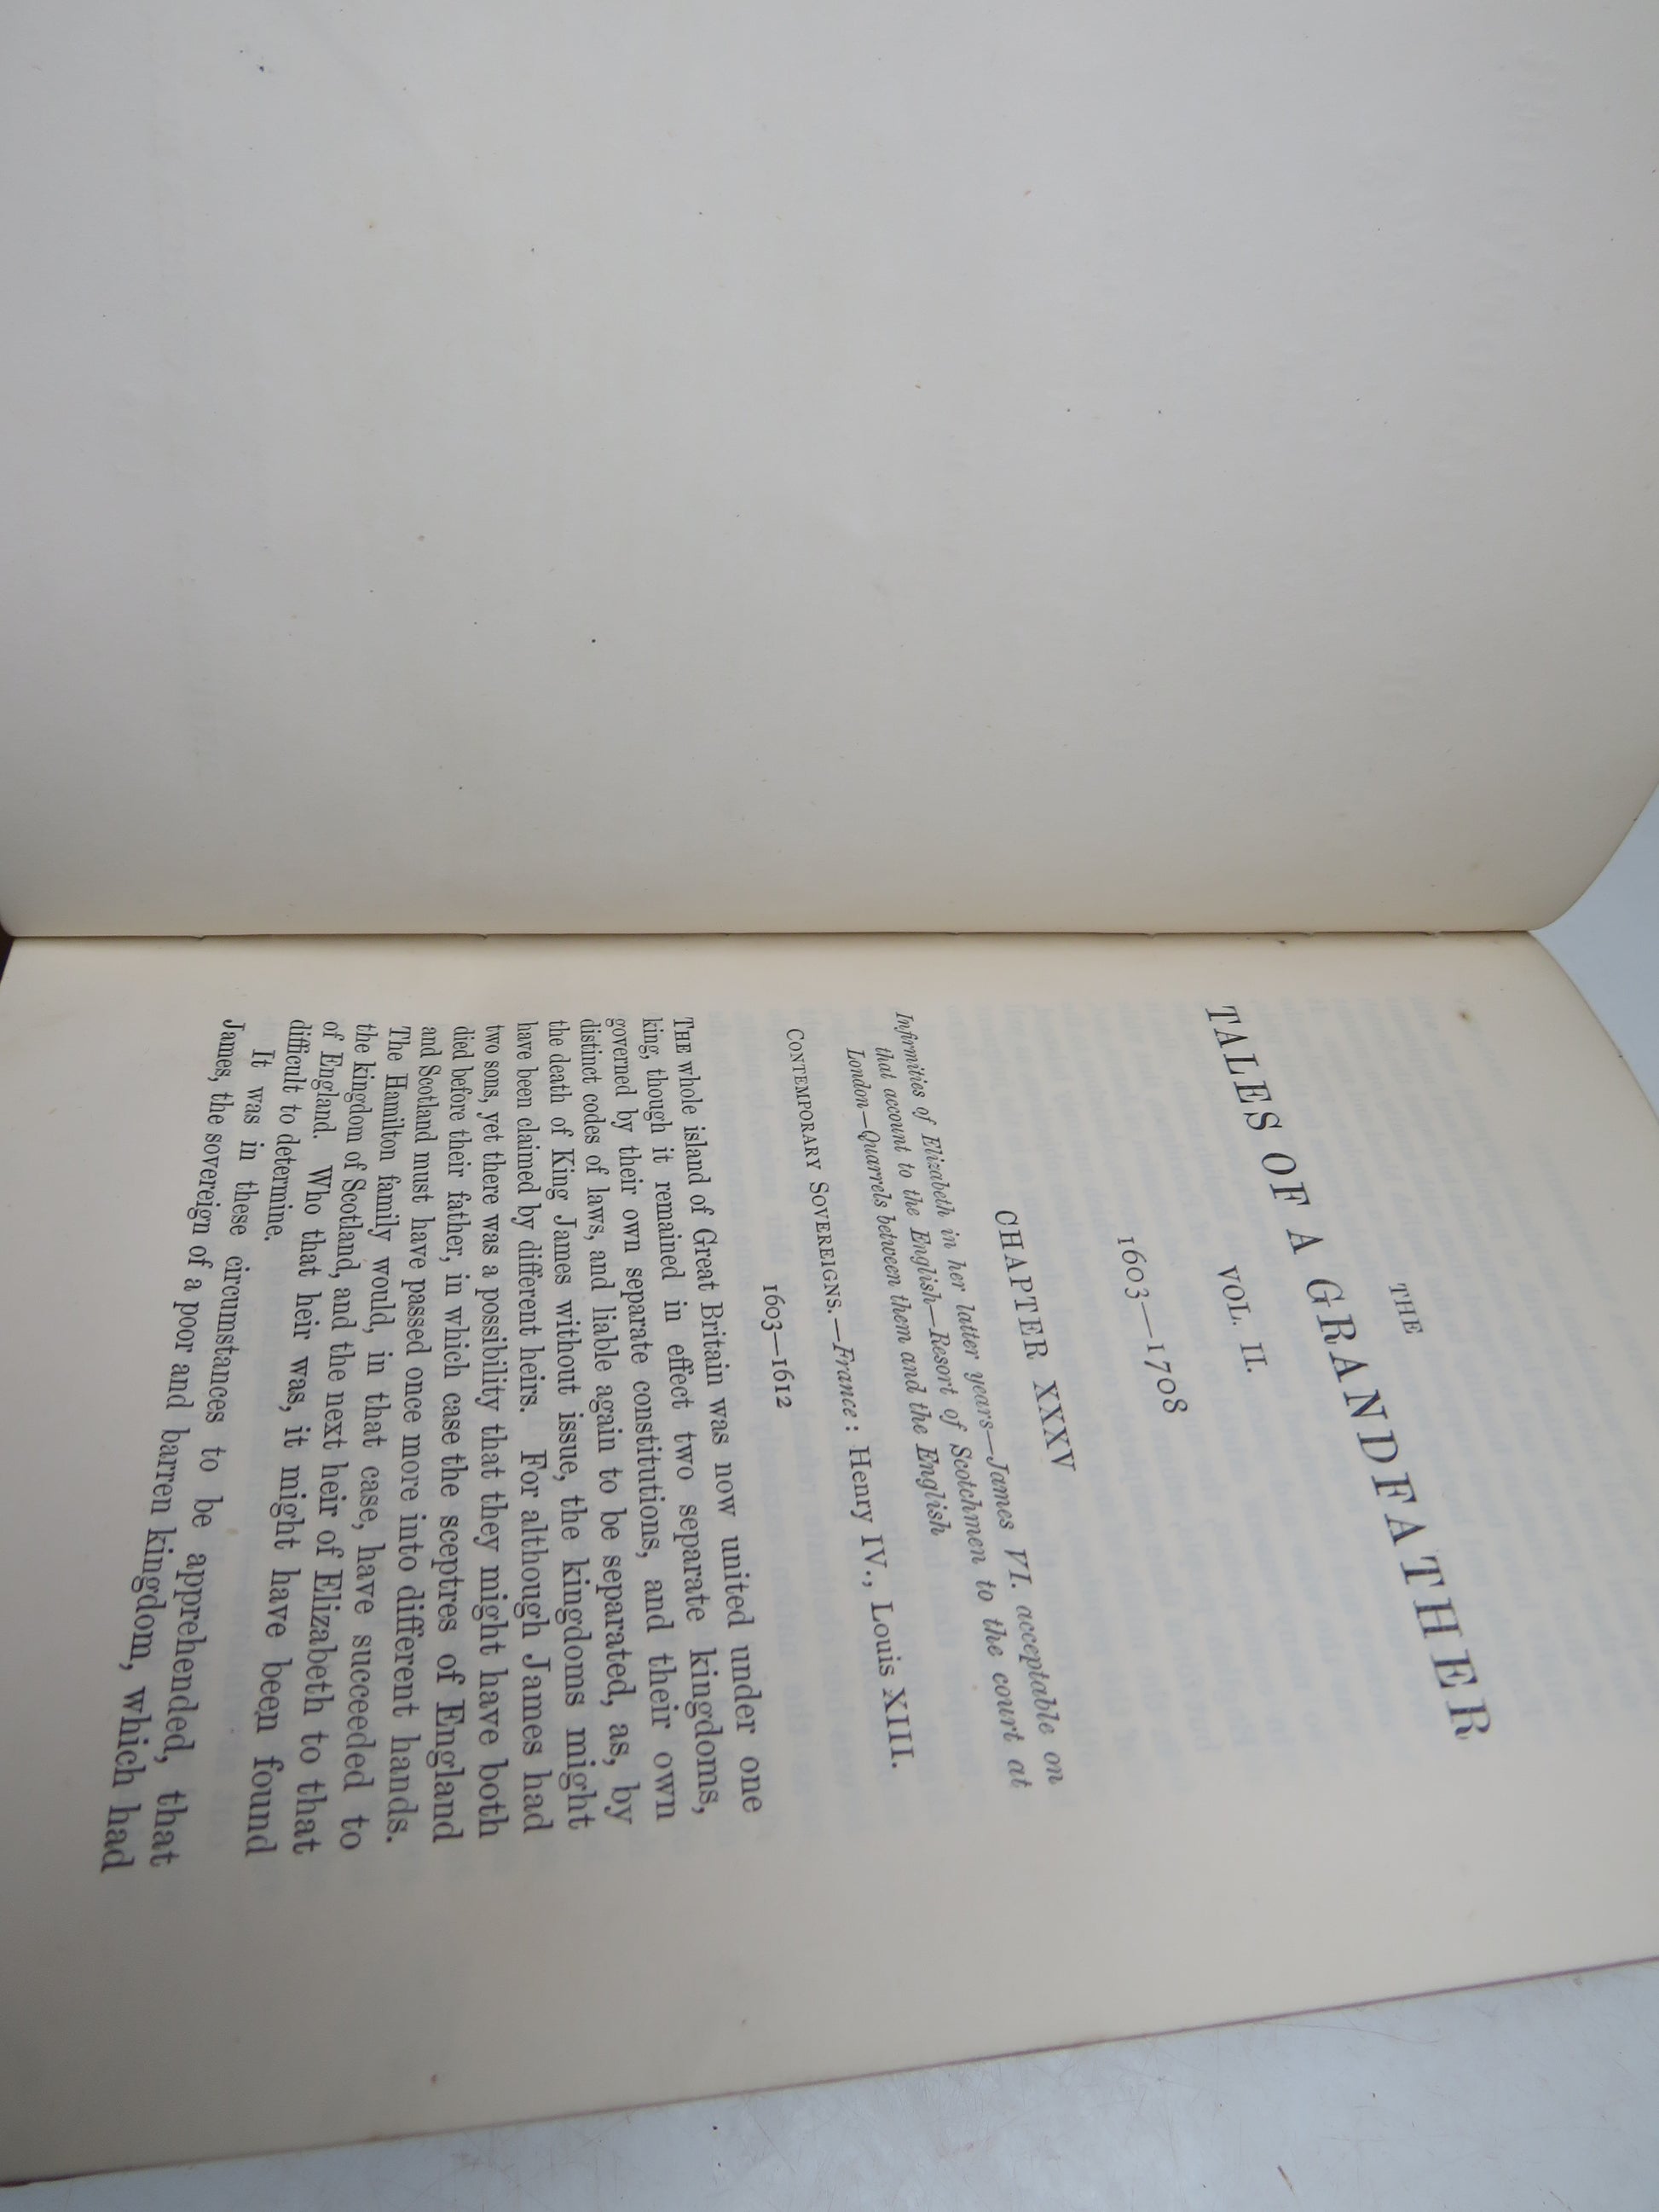 THE
TALES OF A GRANDFATHER
VOL. II.
1603—1708
CHAPTER XXXV
Infirmities of Elizabeth in her latter years—James VI. acceptable on
that account to the English—Resort of Scotchmen to the court at
London—Quarrels between them and the English
CONTEMPORARY SOVEREIGNS.—France: Henry IV., Louis XIII.
1603—1612
THE whole island of Great Britain was now united under one
king, though it remained in effect two separate kingdoms,
governed by their own separate constitutions, and their own
distinct codes of laws, and liable again to be separated, as, by
the death of King James without issue, the kingdoms might
have been claimed by different heirs. For although James had
two sons, yet there was a possibility that they might have both
died before their father, in which case the sceptres of England
and Scotland must have passed once more into different hands.
The Hamilton family would, in that case, have succeeded to
the kingdom of Scotland, and the next heir of Elizabeth to that
of England. Who that heir was, it might have been found
difficult to determine.
It was in these circumstances to be apprehended, that
James, the sovereign of a poor and barren kingdom, which had